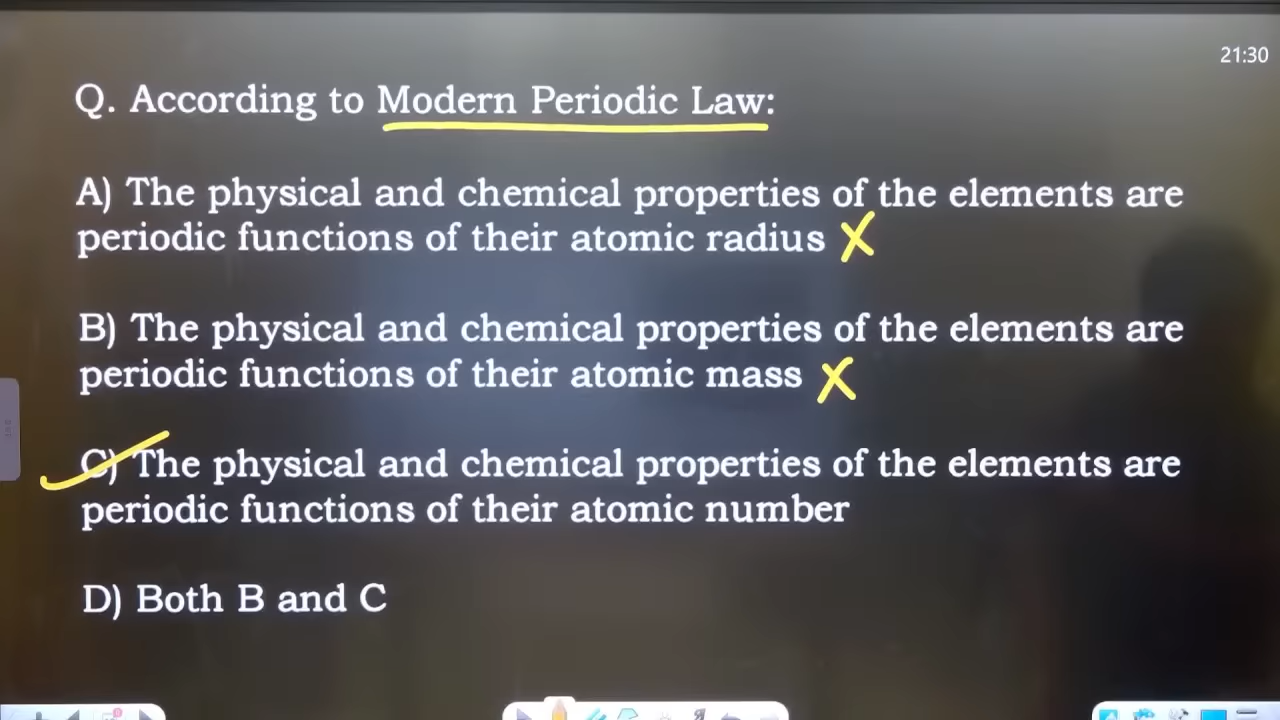 21:30
Q. According to Modern Periodic Law:
A) The physical and chemical properties of the elements are
periodic functions of their atomic radius X
B) The physical and chemical properties of the elements are
periodic functions of their atomic mass X
C) The physical and chemical properties of the elements are
periodic functions of their atomic number
D) Both B and C